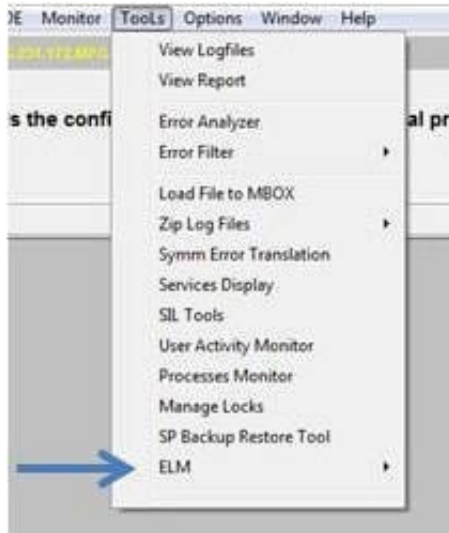 DE Monitor TooLs Options Window Help
View Logfiles
View Report
s the confi
Error Analyzer
al pr
Error Filter
Load File to MBOX
Zip Log Files
Symm Error Translation
Services Display
SIL Tools
User Activity Monitor
Processes Monitor
Manage Locks
SP Backup Restore Tool
ELM